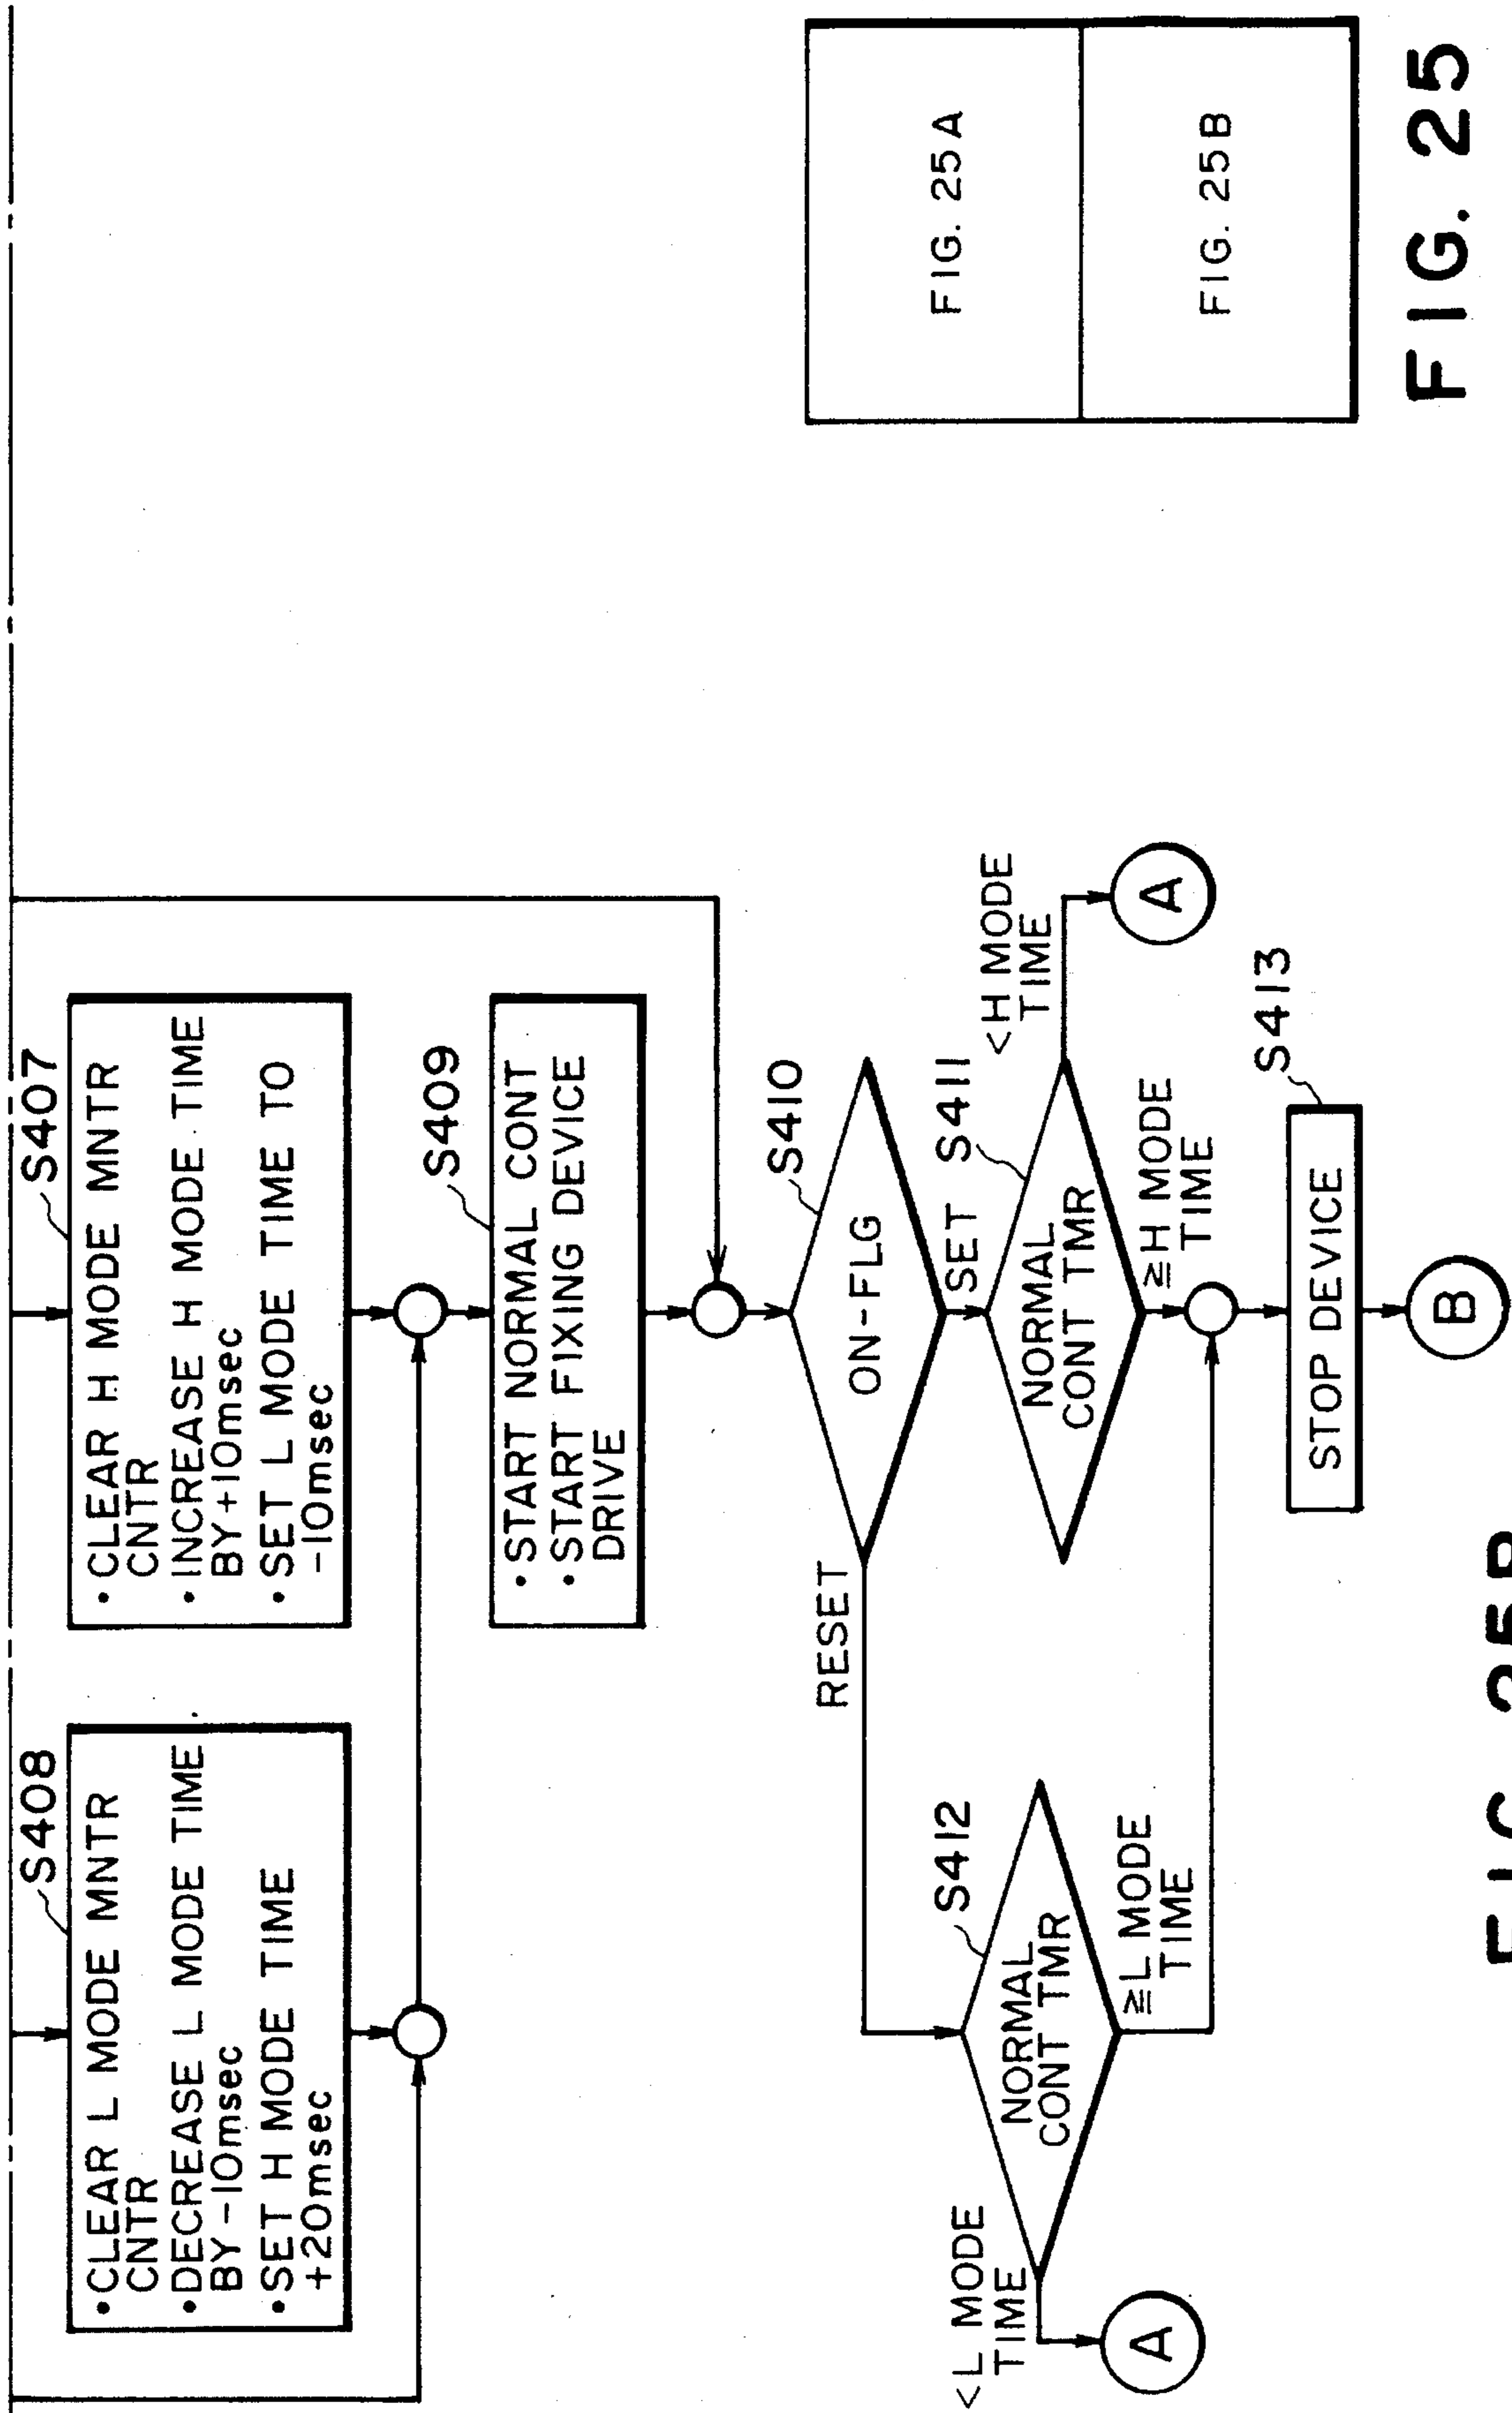 S408
• CLEAR L MODE MNTR
CNTR
• DECREASE L MODE TIME
BY -10msec
• SET H MODE TIME
+20msec
S407
• CLEAR H MODE MNTR
CNTR
• INCREASE H MODE TIME
BY +10msec
• SET L MODE TIME TO
-10msec
S409
• START NORMAL CONT
• START FIXING DEVICE
DRIVE
S410
ON-FLG
RESET
SET
S411
NORMAL
CONT TMR
<H MODE
TIME
A
≧H MODE
TIME
S412
NORMAL
CONT TMR
<L MODE
TIME
A
≧L MODE
TIME
S413
STOP DEVICE
B
FIG. 25A
FIG. 25B
FIG. 25